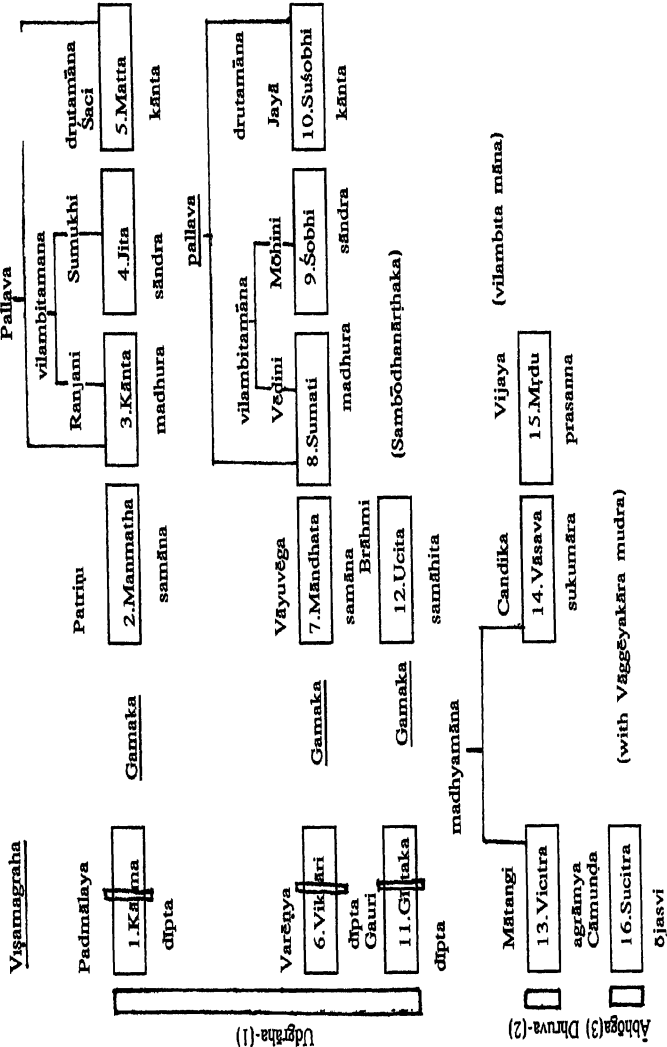 Pallava
Viṣamagraha
vilambitamana
drutamāna
Padmālaya Patriṇu Ranjani Sumukhi Śaci
1.Kāma Gamaka 2.Manmatha 3.Kānta 4.Jita 5.Matta
dīpta samāna madhura sāndra kānta
pallava
vilambitamāna drutamāna
Varēṇya Vāyuvēga Vēdini Mōhini Jayā
6.Vikāri Gamaka 7.Māndhata 8.Sumati 9.Śobhi 10.Suśobhi
dīpta samāna madhura sāndra kānta
Gauri Brāhmi
11.Gītaka Gamaka 12.Ucita (Sambōdhanārthaka)
dīpta samāhita
Udgrāha-(1)
madhyamāna
Mātangi Candika Vijaya (vilambita māna)
13.Vicitra 14.Vāsava 15.Mṛdu
Dhruva-(2)
agrāmya sukumāra prasanna
Cāmunḍa
16.Sucitra (with Vāggēyakāra mudra)
Ābhōga(3)
ōjasvi